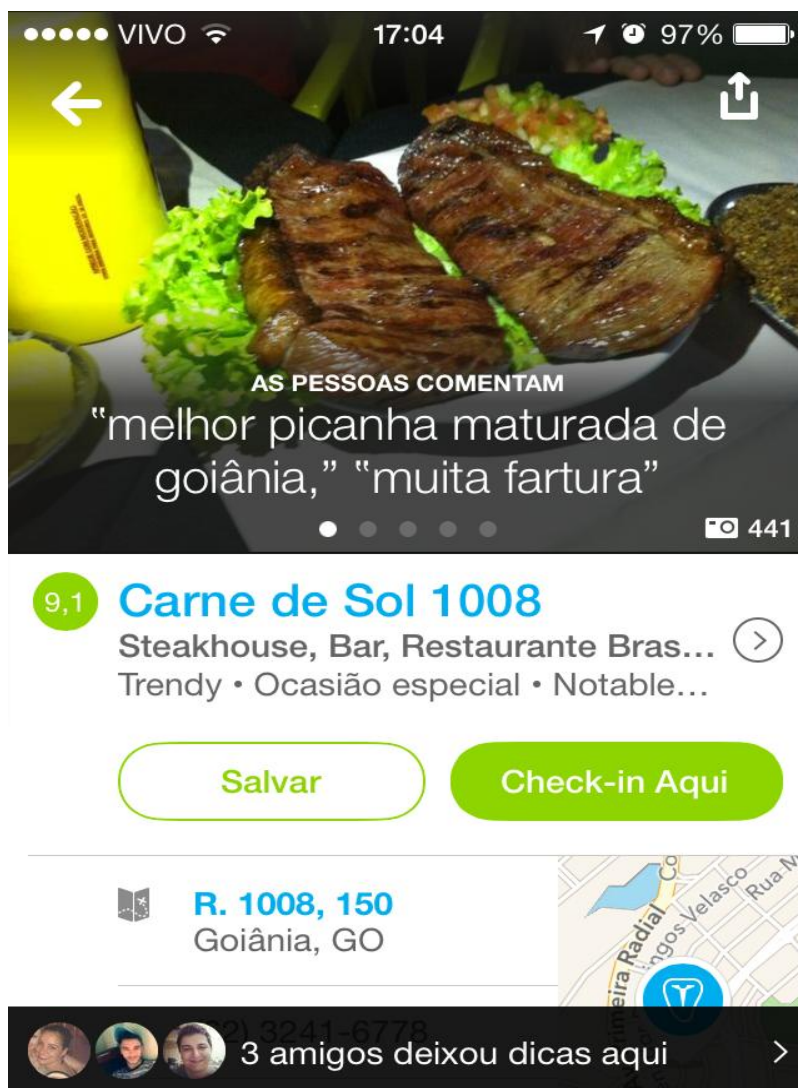 VIVO 17:04 97%
AS PESSOAS COMENTAM
“melhor picanha maturada de
goiânia,” “muita fartura”
441
9,1 Carne de Sol 1008
Steakhouse, Bar, Restaurante Bras...
Trendy • Ocasião especial • Notable...
Salvar Check-in Aqui
R. 1008, 150
Goiânia, GO
3241-6778
3 amigos deixou dicas aqui